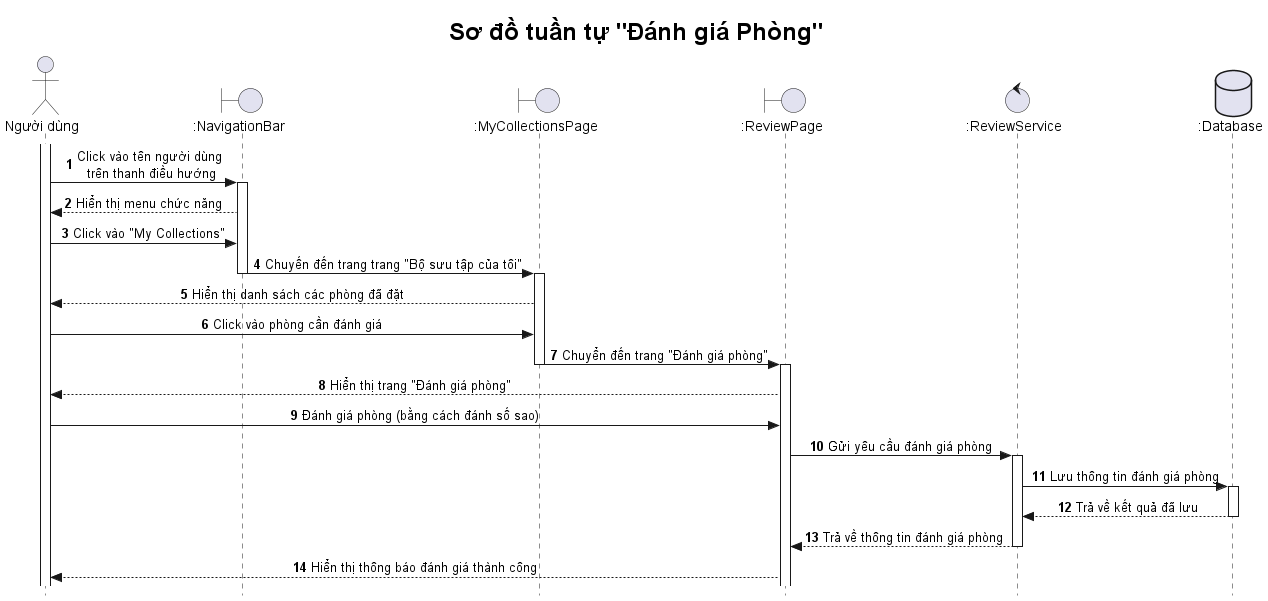 Sơ đồ tuần tự "Đánh giá Phòng"
Người dùng
:NavigationBar
:MyCollectionsPage
:ReviewPage
:ReviewService
:Database
1 Click vào tên người dùng
trên thanh điều hướng
2 Hiển thị menu chức năng
3 Click vào "My Collections"
4 Chuyển đến trang trang "Bộ sưu tập của tôi"
5 Hiển thị danh sách các phòng đã đặt
6 Click vào phòng cần đánh giá
7 Chuyển đến trang "Đánh giá phòng"
8 Hiển thị trang "Đánh giá phòng"
9 Đánh giá phòng (bằng cách đánh số sao)
10 Gửi yêu cầu đánh giá phòng
11 Lưu thông tin đánh giá phòng
12 Trả về kết quả đã lưu
13 Trả về thông tin đánh giá phòng
14 Hiển thị thông báo đánh giá thành công